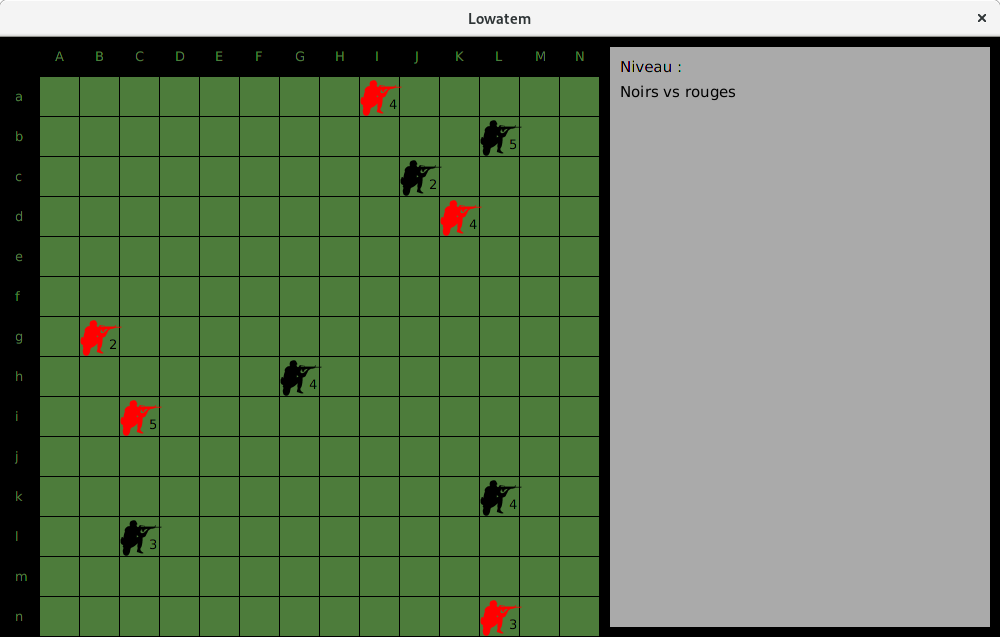 Lowatem ×
A B C D E F G H I J K L M N
a 4
b 5
c 2
d 4
e
f
g 2
h 4
i 5
j
k 4
l 3
m
n 3
Niveau :
Noirs vs rouges